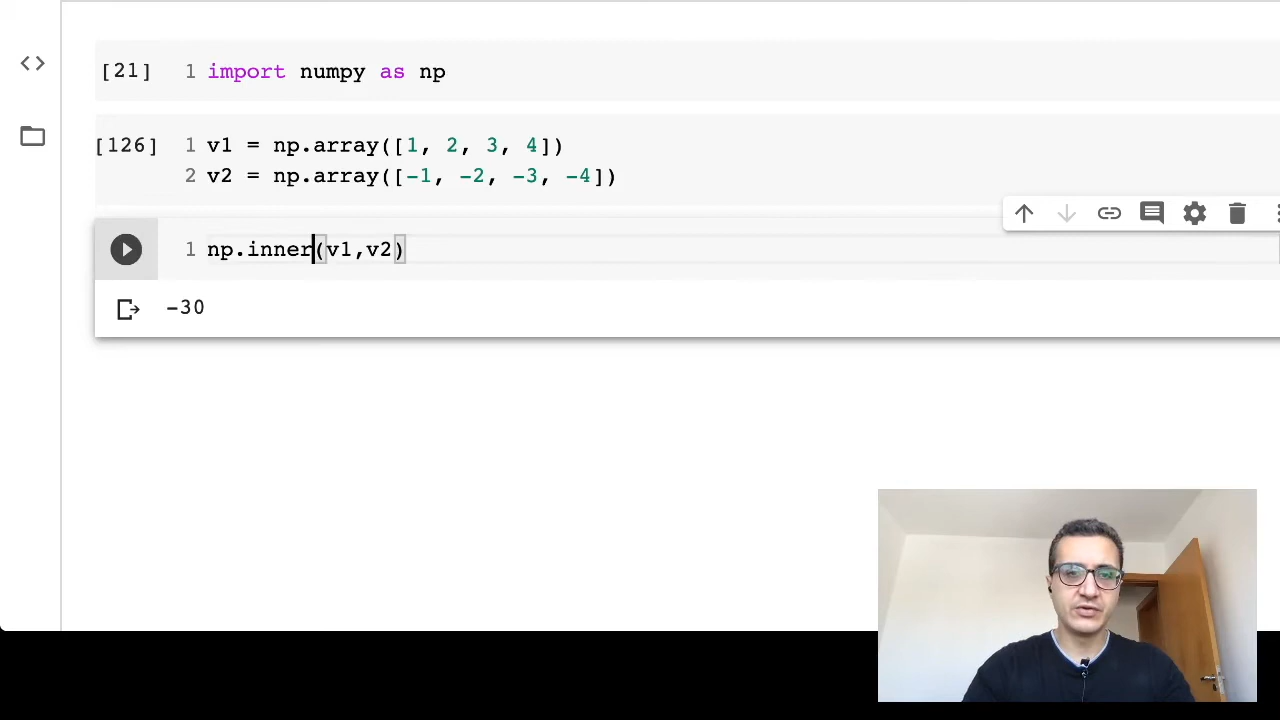 [21] 1 import numpy as np
[126] 1 v1 = np.array([1, 2, 3, 4])
2 v2 = np.array([-1, -2, -3, -4])
1 np.inner(v1,v2)
-30